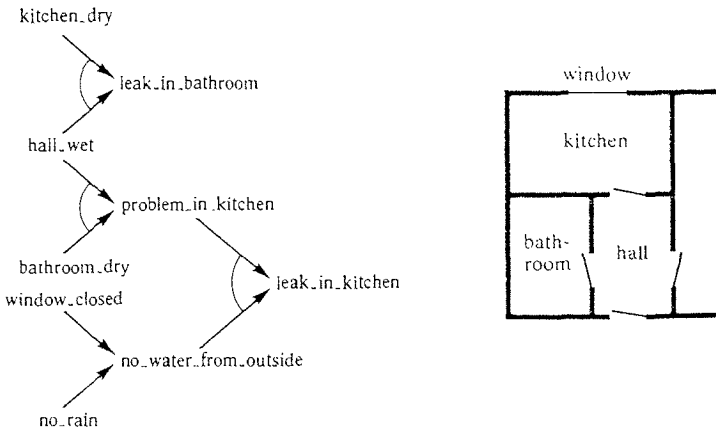 kitchen_dry
leak_in_bathroom
hall_wet
problem_in_kitchen
bathroom_dry
window_closed
leak_in_kitchen
no_water_from_outside
no_rain
window
kitchen
bath-
room
hall